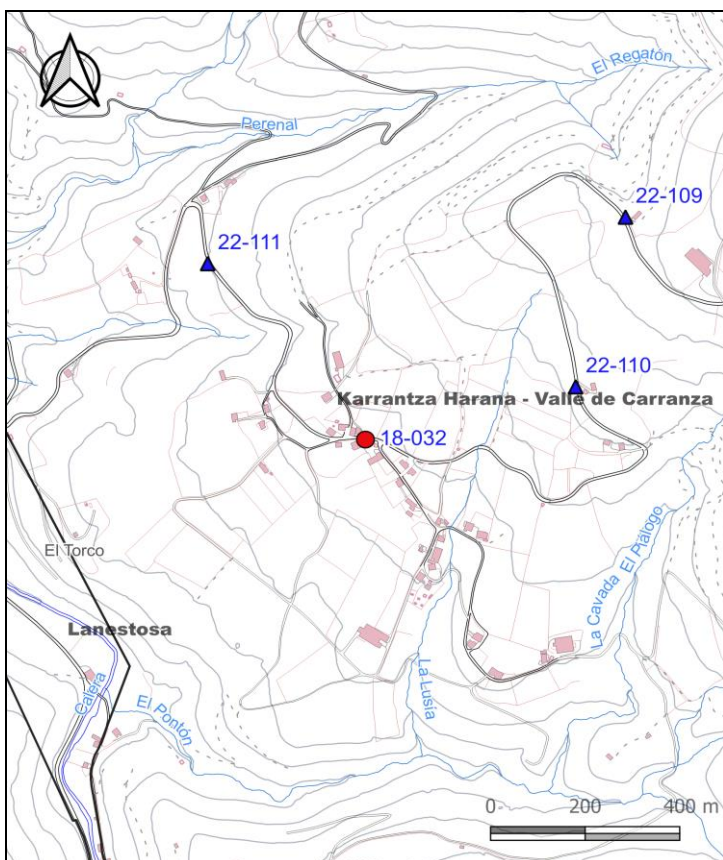 El Regatón
Perenal
22-109
22-111
22-110
Karrantza Harana - Valle de Carranza
18-032
El Torco
La Cavada El Piálogo
Lanestosa
La Lusia
Calera
El Pontón
0 200 400 m